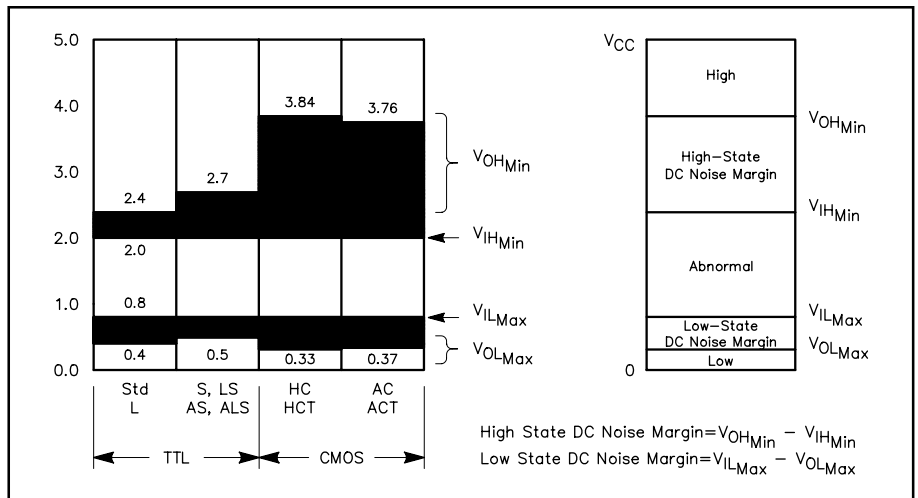 5.0
4.0
3.0
2.0
1.0
0.0
3.84
3.76
2.7
2.4
2.0
0.8
0.4
0.5
0.33
0.37
VOHMin
VIHMin
VILMax
VOLMax
Std
L
S, LS
AS, ALS
HC
HCT
AC
ACT
TTL
CMOS
VCC
0
High
High-State
DC Noise Margin
Abnormal
Low-State
DC Noise Margin
Low
VOHMin
VIHMin
VILMax
VOLMax
High State DC Noise Margin=VOHMin - VIHMin
Low State DC Noise Margin=VILMax - VOLMax